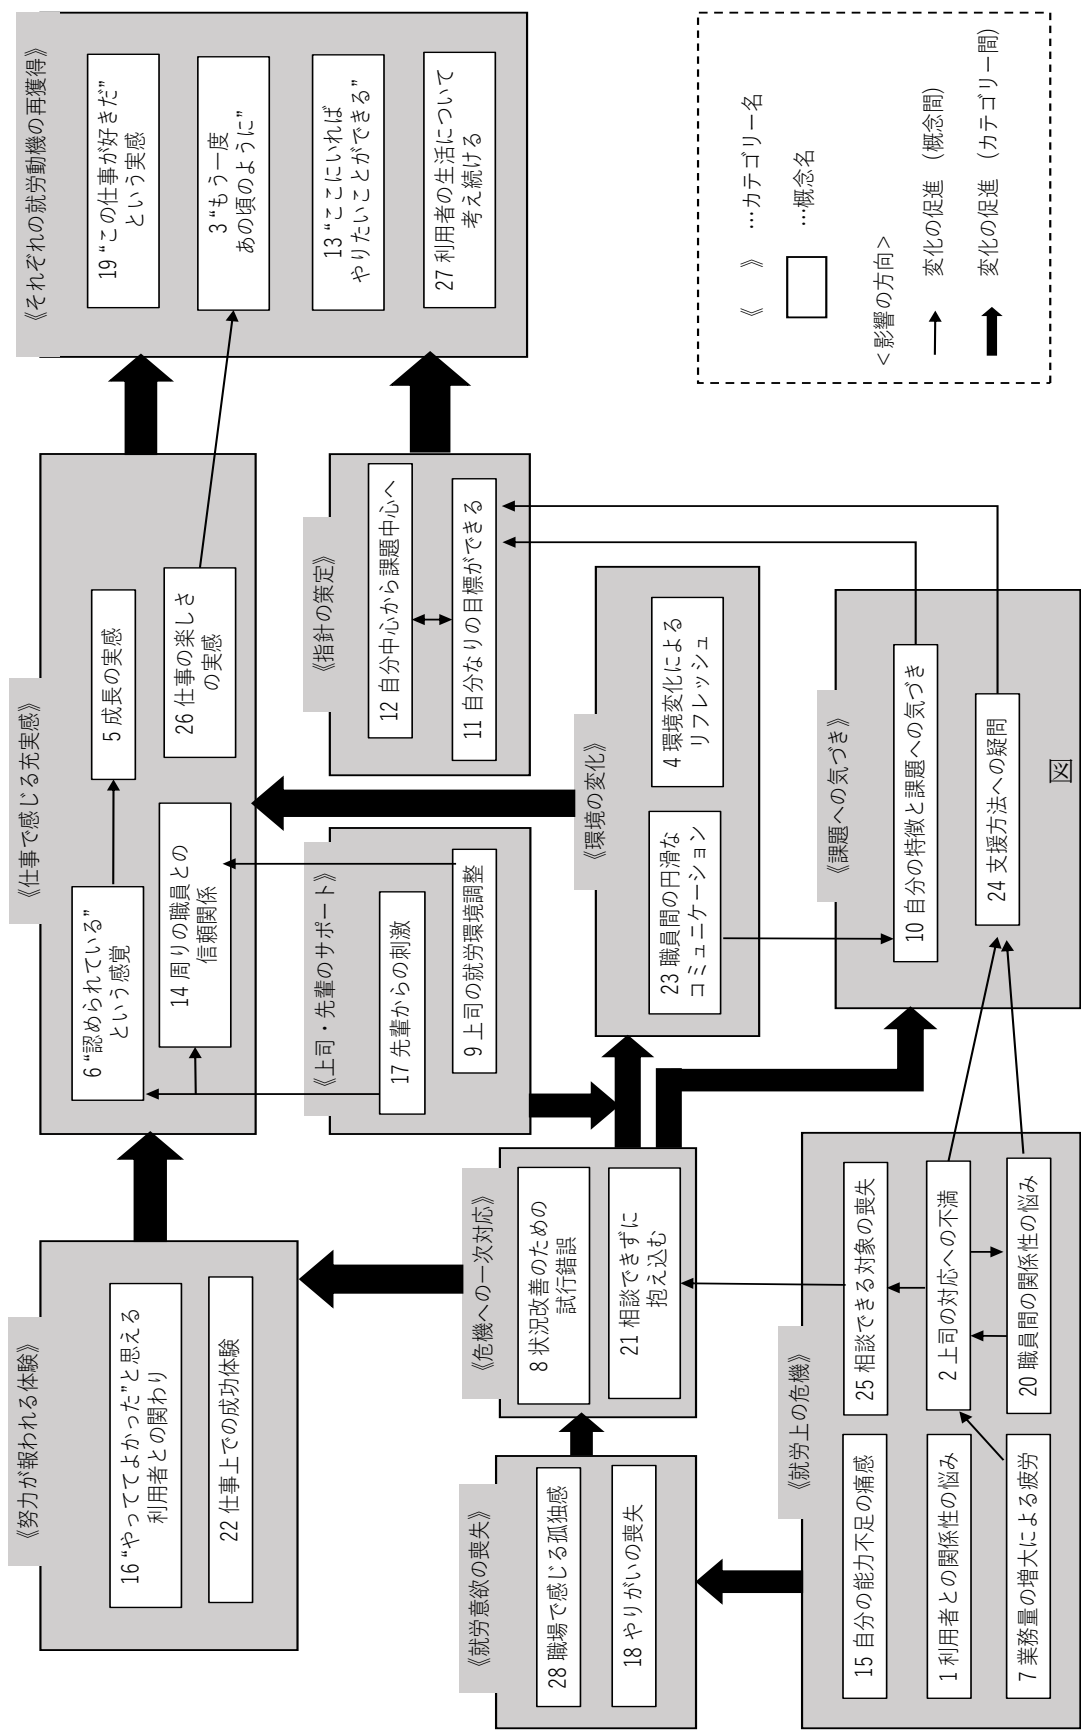 《努力が報われる体験》
16 “やっててよかった”と思える
利用者との関わり
22 仕事上での成功体験
《仕事で感じる充実感》
6 “認められている”
という感覚
5 成長の実感
14 周りの職員との
信頼関係
26 仕事の楽しさ
の実感
《それぞれの就労動機の再獲得》
19 “この仕事が好きだ”
という実感
3 “もう一度
あの頃のように”
13 “ここにいれば
やりたいことができる”
27 利用者の生活について
考え続ける
《上司・先輩のサポート》
17 先輩からの刺激
9 上司の就労環境調整
《指針の策定》
12 自分中心から課題中心へ
11 自分なりの目標ができる
《就労意欲の喪失》
28 職場で感じる孤独感
18 やりがいの喪失
《危機への一次対応》
8 状況改善のための
試行錯誤
21 相談できずに
抱え込む
《環境の変化》
23 職員間の円滑な
コミュニケーション
4 環境変化による
リフレッシュ
《就労上の危機》
15 自分の能力不足の痛感
25 相談できる対象の喪失
1 利用者との関係性の悩み
2 上司の対応への不満
7 業務量の増大による疲労
20 職員間の関係性の悩み
《課題への気づき》
10 自分の特徴と課題への気づき
24 支援方法への疑問
《　》 …カテゴリー名
…概念名
＜影響の方向＞
変化の促進 (概念間)
変化の促進 (カテゴリー間)
図